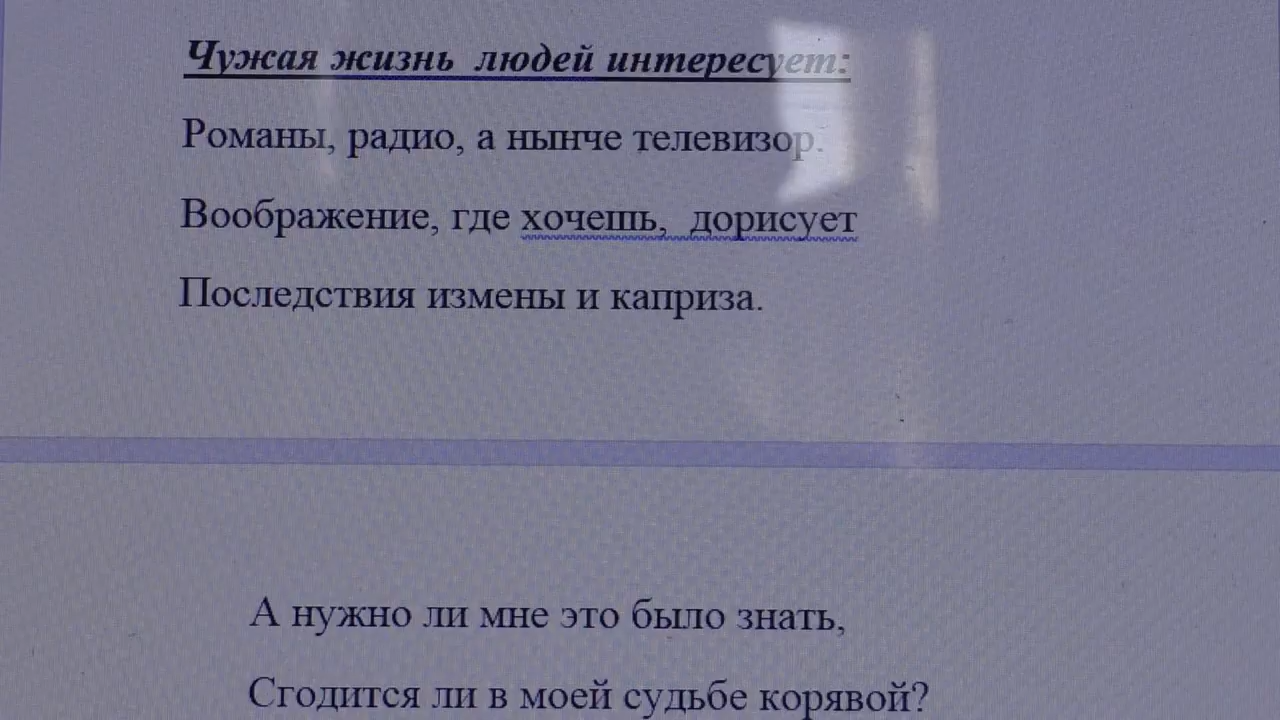 Чужая жизнь людей интересует:
Романы, радио, а нынче телевизор.
Воображение, где хочешь, дорисует
Последствия измены и каприза.
А нужно ли мне это было знать,
Сгодится ли в моей судьбе корявой?